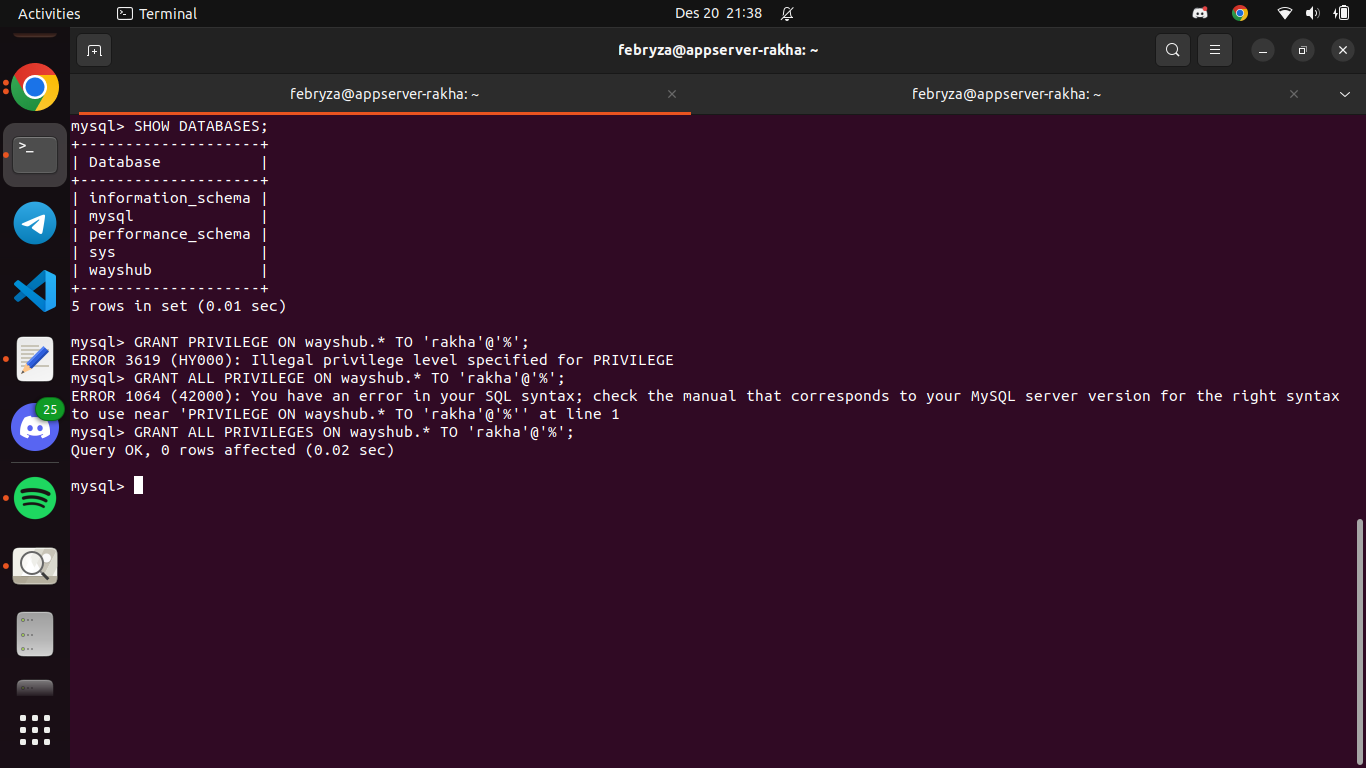 Activities
Terminal
Des 20 21:38
febryza@appserver-rakha: ~
febryza@appserver-rakha: ~
febryza@appserver-rakha: ~
mysql> SHOW DATABASES;
+--------------------+
| Database           |
+--------------------+
| information_schema |
| mysql              |
| performance_schema |
| sys                |
| wayshub            |
+--------------------+
5 rows in set (0.01 sec)
mysql> GRANT PRIVILEGE ON wayshub.* TO 'rakha'@'%';
ERROR 3619 (HY000): Illegal privilege level specified for PRIVILEGE
mysql> GRANT ALL PRIVILEGE ON wayshub.* TO 'rakha'@'%';
ERROR 1064 (42000): You have an error in your SQL syntax; check the manual that corresponds to your MySQL server version for the right syntax
to use near 'PRIVILEGE ON wayshub.* TO 'rakha'@'%'' at line 1
mysql> GRANT ALL PRIVILEGES ON wayshub.* TO 'rakha'@'%';
Query OK, 0 rows affected (0.02 sec)
mysql>
>_
25